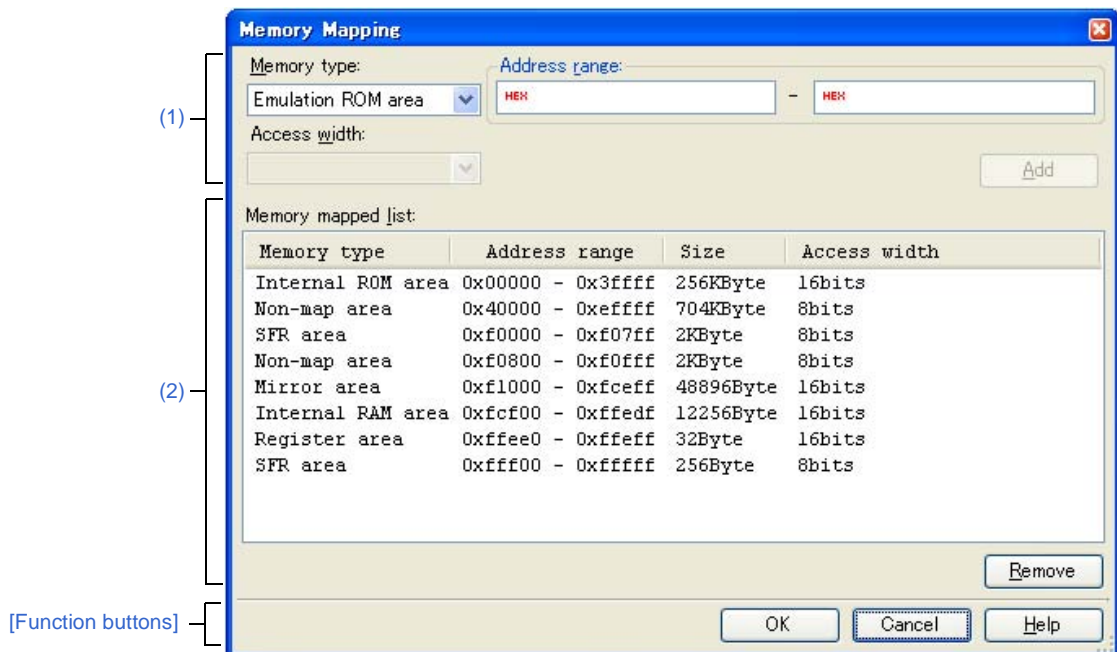 Memory Mapping
Memory type:
Address range:
Emulation ROM area
HEX
-
HEX
(1)
Access width:
Add
Memory mapped list:
Memory type Address range Size Access width
Internal ROM area 0x00000 - 0x3ffff 256KByte 16bits
Non-map area 0x40000 - 0xeffff 704KByte 8bits
SFR area 0xf0000 - 0xf07ff 2KByte 8bits
Non-map area 0xf0800 - 0xf0fff 2KByte 8bits
Mirror area 0xf1000 - 0xfceff 48896Byte 16bits
(2)
Internal RAM area 0xfcf00 - 0xffedf 12256Byte 16bits
Register area 0xffee0 - 0xffeff 32Byte 16bits
SFR area 0xfff00 - 0xfffff 256Byte 8bits
Remove
[Function buttons]
OK
Cancel
Help